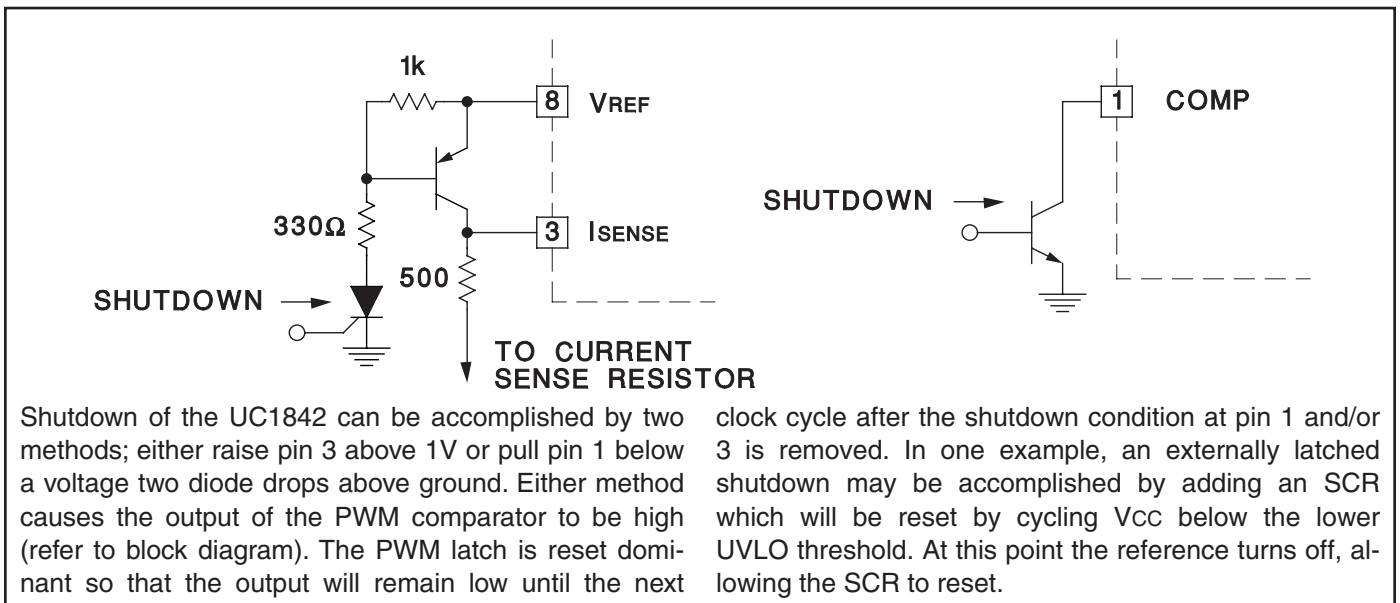 1k
8 VREF
1 COMP
SHUTDOWN
330Ω
3 ISENSE
500
SHUTDOWN
TO CURRENT
SENSE RESISTOR
Shutdown of the UC1842 can be accomplished by two
methods; either raise pin 3 above 1V or pull pin 1 below
a voltage two diode drops above ground. Either method
causes the output of the PWM comparator to be high
(refer to block diagram). The PWM latch is reset domi-
nant so that the output will remain low until the next
clock cycle after the shutdown condition at pin 1 and/or
3 is removed. In one example, an externally latched
shutdown may be accomplished by adding an SCR
which will be reset by cycling VCC below the lower
UVLO threshold. At this point the reference turns off, al-
lowing the SCR to reset.